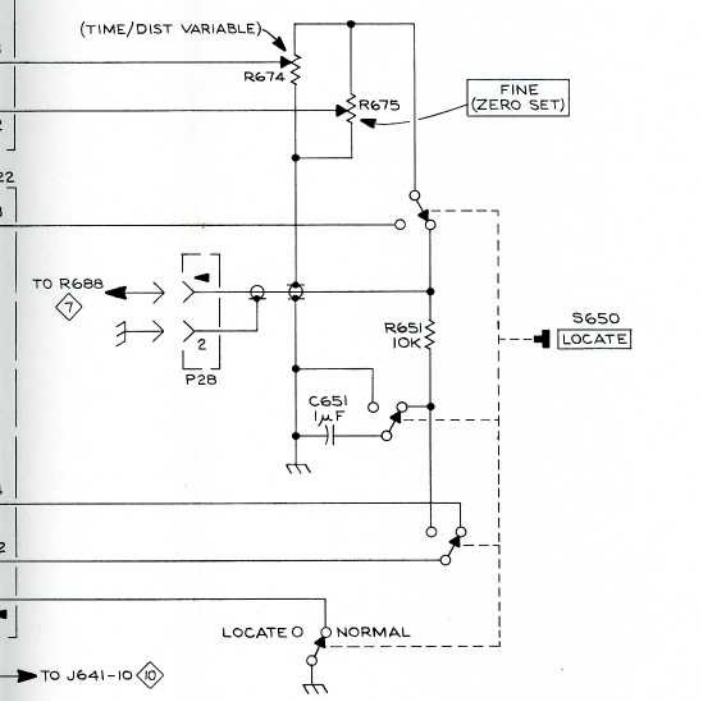 (TIME/DIST VARIABLE)
R674
R675
FINE
(ZERO SET)
22
TO R688
7
2
P28
R651
10K
S650
LOCATE
C651
1µF
2
LOCATE
NORMAL
TO J641-10 10